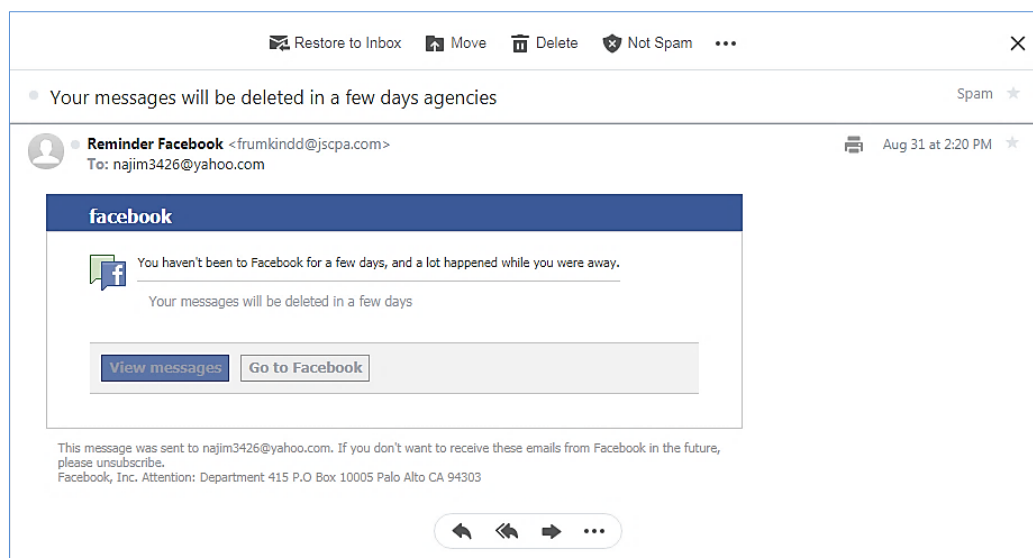 Restore to Inbox Move Delete Not Spam
Your messages will be deleted in a few days agencies Spam
Reminder Facebook <frumkindd@jscpa.com> Aug 31 at 2:20 PM
To: najim3426@yahoo.com
facebook
You haven't been to Facebook for a few days, and a lot happened while you were away.
f
Your messages will be deleted in a few days
View messages Go to Facebook
This message was sent to najim3426@yahoo.com. If you don't want to receive these emails from Facebook in the future,
please unsubscribe.
Facebook, Inc. Attention: Department 415 P.O Box 10005 Palo Alto CA 94303